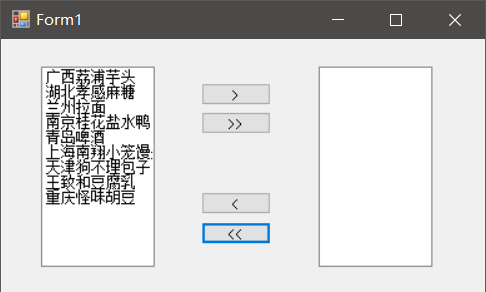 Form1
广西荔浦芋头
湖北孝感麻糖
兰州拉面
南京桂花盐水鸭
青岛啤酒
上海南翔小笼馒
天津狗不理包子
王致和豆腐乳
重庆怪味胡豆
>
>>
<
<<